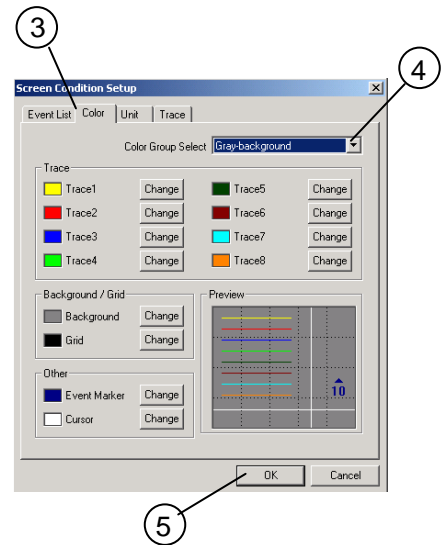 3
4
Screen Condition Setup
Event List Color Unit Trace
Color Group Select Gray-background
Trace
Trace1 Change Trace5 Change
Trace2 Change Trace6 Change
Trace3 Change Trace7 Change
Trace4 Change Trace8 Change
Background / Grid Preview
Background Change
Grid Change
10
Other
Event Marker Change
Cursor Change
OK Cancel
5